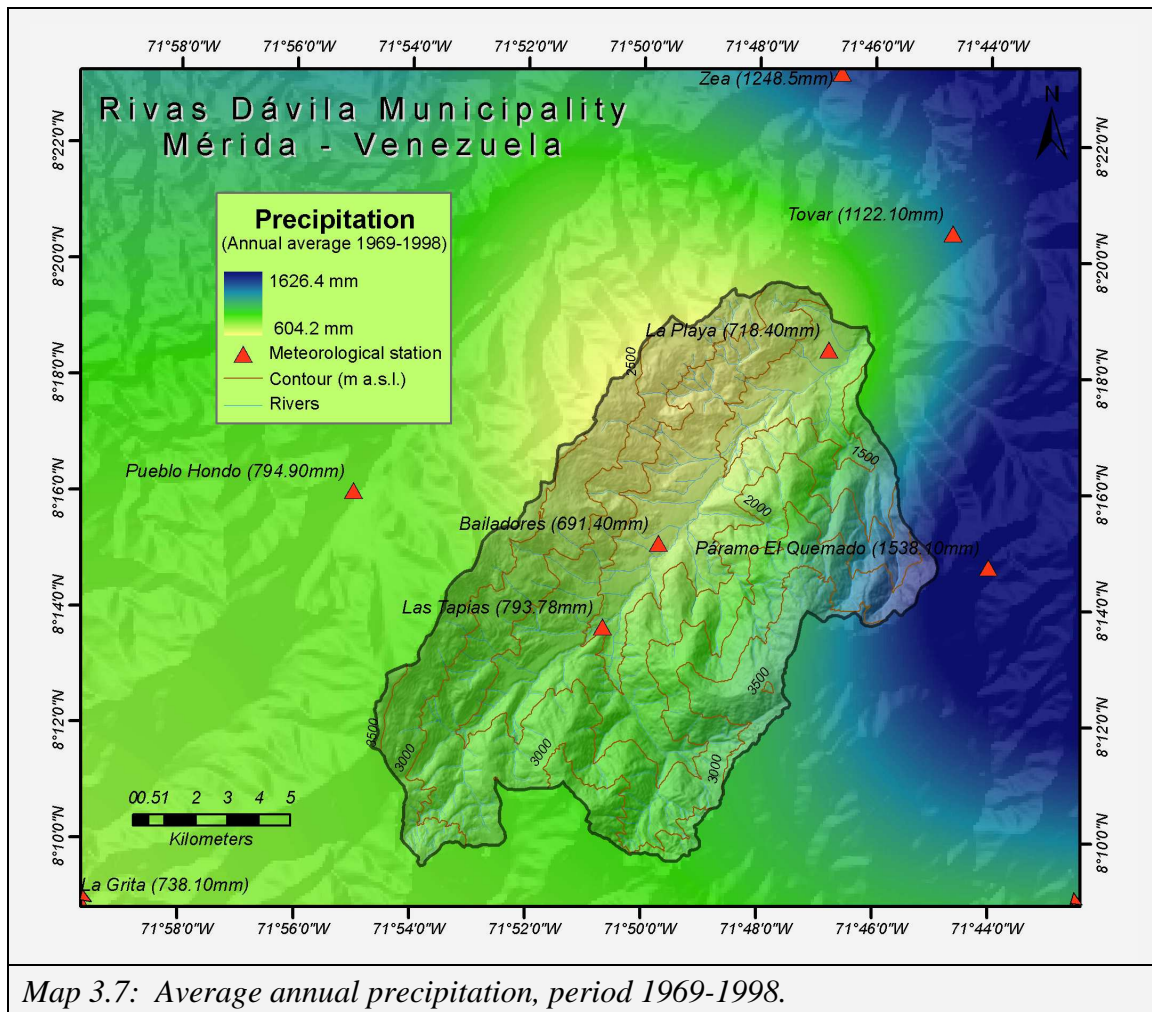 71°58'0"W 71°56'0"W 71°54'0"W 71°52'0"W 71°50'0"W 71°48'0"W 71°46'0"W 71°44'0"W
Zea (1248.5mm)
N
Rivas Dávila Municipality
Mérida - Venezuela
8°22'0"N 8°22'0"N
Precipitation
(Annual average 1969-1998)
1626.4 mm
604.2 mm
Meteorological station
Contour (m a.s.l.)
Rivers
Tovar (1122.10mm)
8°20'0"N 8°20'0"N
La Playa (718.40mm)
2500
8°18'0"N 8°18'0"N
1500
Pueblo Hondo (794.90mm)
8°16'0"N 8°16'0"N
2000
Bailadores (691.40mm)
Páramo El Quemado (1538.10mm)
8°14'0"N 8°14'0"N
Las Tapias (793.78mm)
3500
8°12'0"N 8°12'0"N
3500
3000
3000
3000
00.51 2 3 4 5
Kilometers
8°10'0"N 8°10'0"N
La Grita (738.10mm)
71°58'0"W 71°56'0"W 71°54'0"W 71°52'0"W 71°50'0"W 71°48'0"W 71°46'0"W 71°44'0"W
Map 3.7: Average annual precipitation, period 1969-1998.